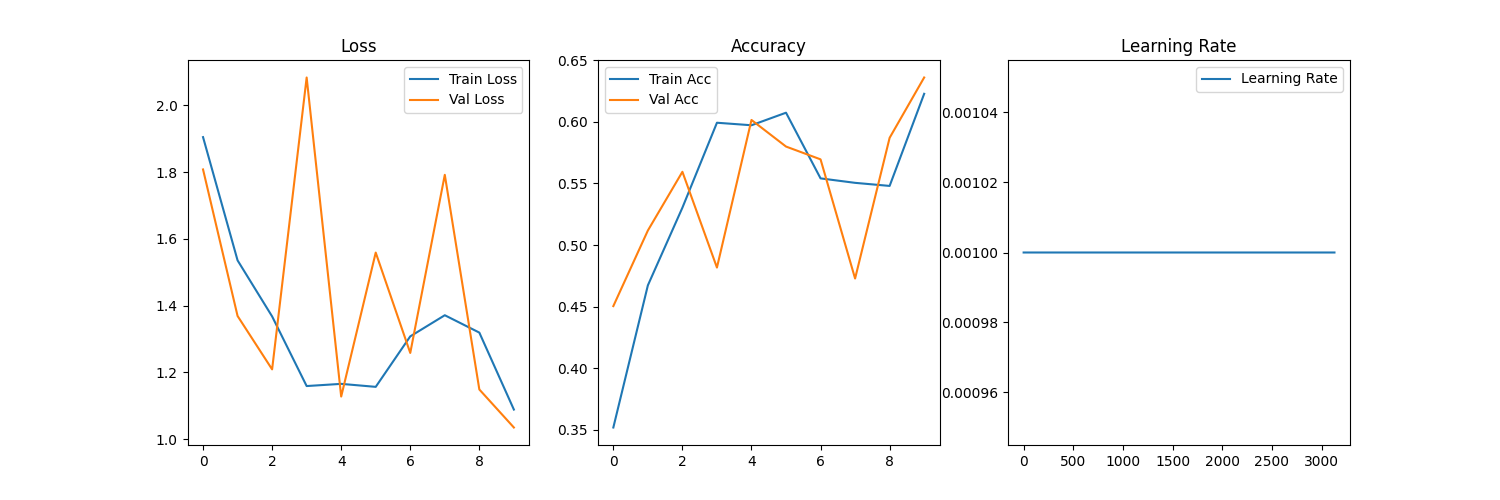 Loss
Train Loss
Val Loss
2.0
1.8
1.6
1.4
1.2
1.0
0 2 4 6 8
Accuracy
Train Acc
Val Acc
0.65
0.60
0.55
0.50
0.45
0.40
0.35
0 2 4 6 8
Learning Rate
Learning Rate
0.00104
0.00102
0.00100
0.00098
0.00096
0 500 1000 1500 2000 2500 3000